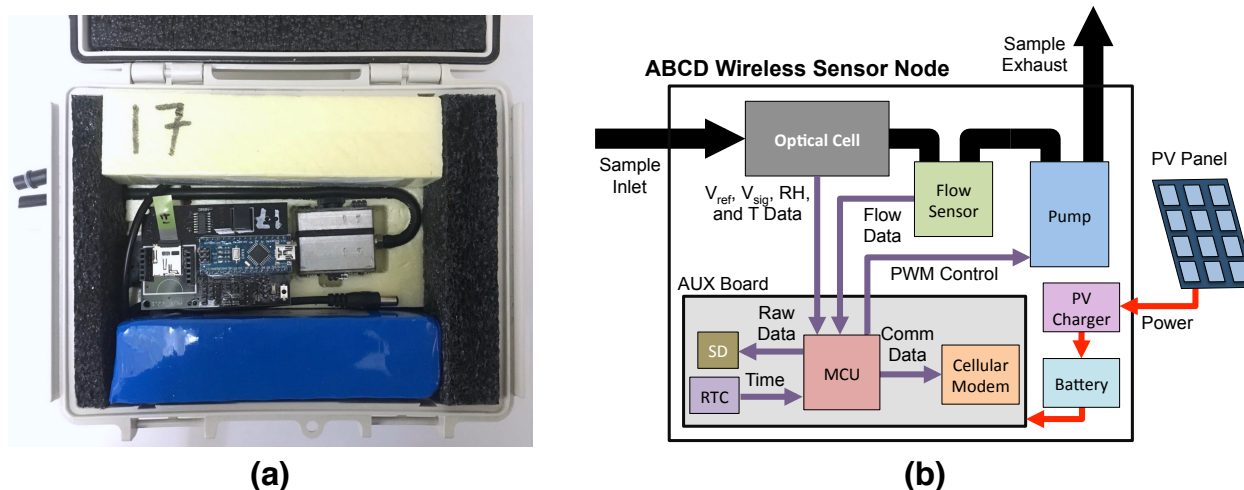 17
(a)
ABCD Wireless Sensor Node
Sample
Exhaust
Sample
Inlet
Optical Cell
V_ref, V_sig, RH,
and T Data
Flow
Sensor
Flow
Data
Pump
PWM Control
PV Panel
AUX Board
Raw
Data
SD
RTC
Time
MCU
Comm
Data
Cellular
Modem
PV
Charger
Power
Battery
(b)